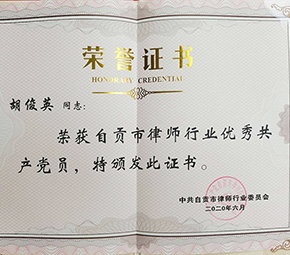 荣誉证书
HONORARY CREDENTIAL
胡俊英 同志：
荣获自贡市律师行业优秀共
产党员，特颁发此证书。
中共自贡市律师行业委员会
二〇二〇年六月